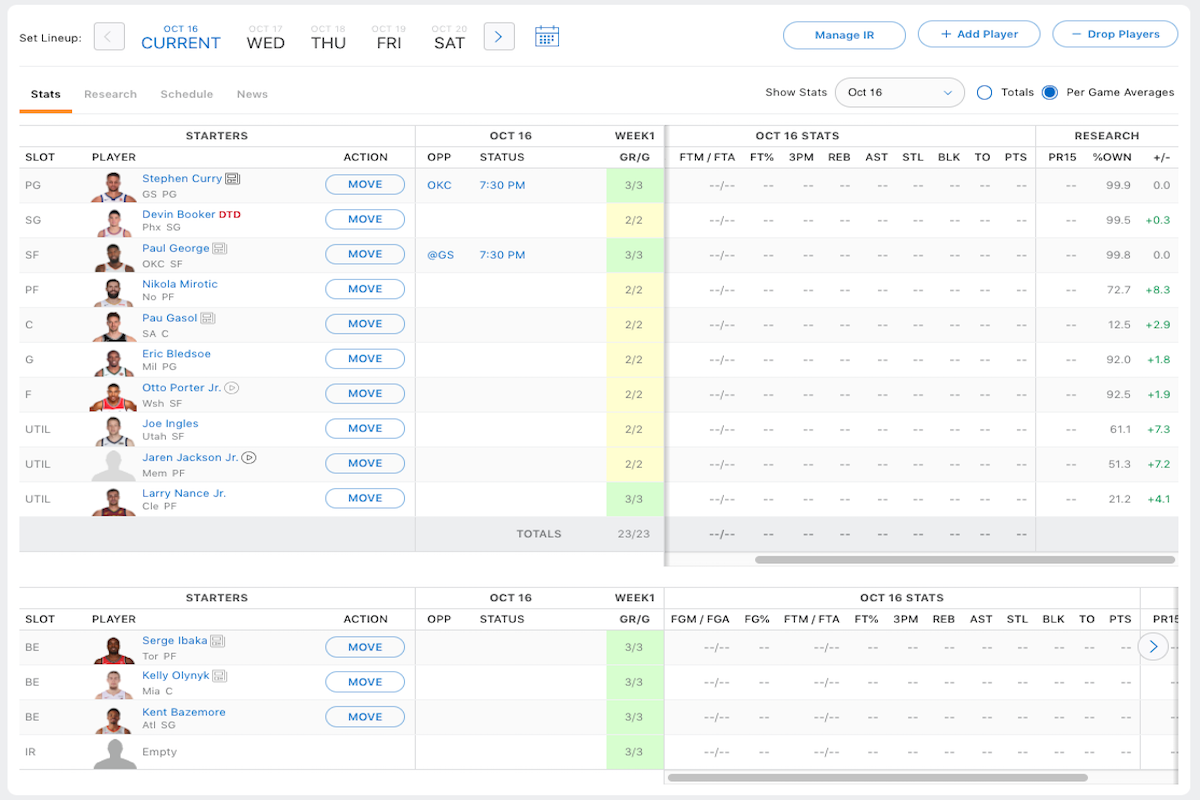 Set Lineup: OCT 16 CURRENT OCT 17 WED OCT 18 THU OCT 19 FRI OCT 20 SAT Manage IR + Add Player — Drop Players
Stats Research Schedule News Show Stats Oct 16 Totals Per Game Averages
STARTERS OCT 16 WEEK1 OCT 16 STATS RESEARCH
SLOT PLAYER ACTION OPP STATUS GR/G FTM / FTA FT% 3PM REB AST STL BLK TO PTS PR15 %OWN +/-
PG Stephen Curry GS PG MOVE OKC 7:30 PM 3/3 --/-- -- -- -- -- -- -- -- -- -- 99.9 0.0
SG Devin Booker DTD Phx SG MOVE 2/2 --/-- -- -- -- -- -- -- -- -- -- 99.5 +0.3
SF Paul George OKC SF MOVE @GS 7:30 PM 3/3 --/-- -- -- -- -- -- -- -- -- -- 99.8 0.0
PF Nikola Mirotic No PF MOVE 2/2 --/-- -- -- -- -- -- -- -- -- -- 72.7 +8.3
C Pau Gasol SA C MOVE 2/2 --/-- -- -- -- -- -- -- -- -- -- 12.5 +2.9
G Eric Bledsoe Mil PG MOVE 2/2 --/-- -- -- -- -- -- -- -- -- -- 92.0 +1.8
F Otto Porter Jr. Wsh SF MOVE 2/2 --/-- -- -- -- -- -- -- -- -- -- 92.5 +1.9
UTIL Joe Ingles Utah SF MOVE 2/2 --/-- -- -- -- -- -- -- -- -- -- 61.1 +7.3
UTIL Jaren Jackson Jr. Mem PF MOVE 2/2 --/-- -- -- -- -- -- -- -- -- -- 51.3 +7.2
UTIL Larry Nance Jr. Cle PF MOVE 3/3 --/-- -- -- -- -- -- -- -- -- -- 21.2 +4.1
TOTALS 23/23 --/-- -- -- -- -- -- -- -- --
STARTERS OCT 16 WEEK1 OCT 16 STATS
SLOT PLAYER ACTION OPP STATUS GR/G FGM / FGA FG% FTM / FTA FT% 3PM REB AST STL BLK TO PTS PR15
BE Serge Ibaka Tor PF MOVE 3/3 --/-- -- --/-- -- -- -- -- -- -- -- --
BE Kelly Olynyk Mia C MOVE 3/3 --/-- -- --/-- -- -- -- -- -- -- -- -- --
BE Kent Bazemore Atl SG MOVE 3/3 --/-- -- --/-- -- -- -- -- -- -- -- -- --
IR Empty 3/3 --/-- -- --/-- -- -- -- -- -- -- -- -- --